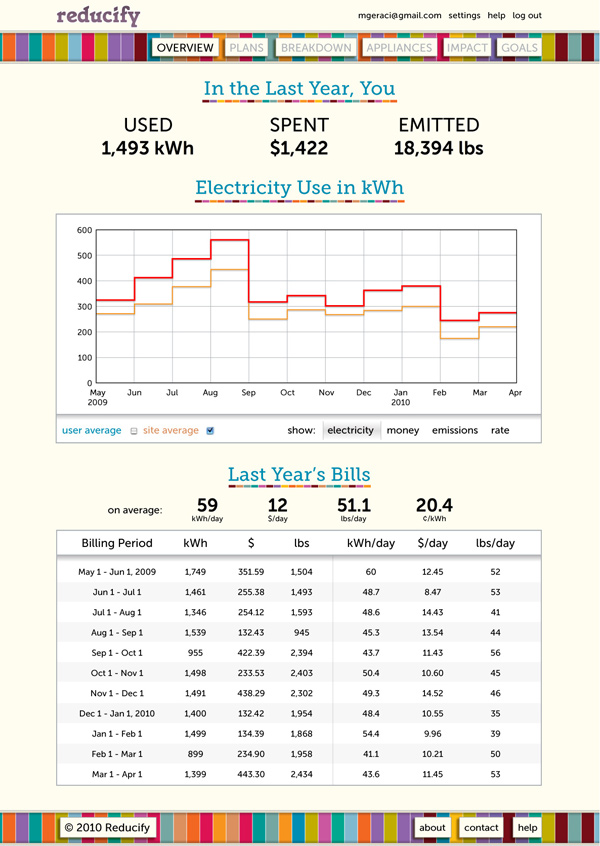 reducify
mgeraci@gmail.com settings help log out
OVERVIEW PLANS BREAKDOWN APPLIANCES IMPACT GOALS
In the Last Year, You
USED SPENT EMITTED
1,493 kWh $1,422 18,394 lbs
Electricity Use in kWh
600
500
400
300
200
100
0
May Jun Jul Aug Sep Oct Nov Dec Jan Feb Mar Apr
2009 2010
user average site average show: electricity money emissions rate
Last Year's Bills
on average: 59 12 51.1 20.4
kWh/day $/day lbs/day ¢/kWh
Billing Period kWh $ lbs kWh/day $/day lbs/day
May 1 - Jun 1, 2009 1,749 351.59 1,504 60 12.45 52
Jun 1 - Jul 1 1,461 255.38 1,493 48.7 8.47 53
Jul 1 - Aug 1 1,346 254.12 1,593 48.6 14.43 41
Aug 1 - Sep 1 1,539 132.43 945 45.3 13.54 44
Sep 1 - Oct 1 955 422.39 2,394 43.7 11.43 56
Oct 1 - Nov 1 1,498 233.53 2,403 50.4 10.60 45
Nov 1 - Dec 1 1,491 438.29 2,302 49.3 14.52 46
Dec 1 - Jan 1, 2010 1,400 132.42 1,954 48.4 10.55 35
Jan 1 - Feb 1 1,499 134.39 1,868 54.4 9.96 39
Feb 1 - Mar 1 899 234.90 1,958 41.1 10.21 50
Mar 1 - Apr 1 1,399 443.30 2,434 43.6 11.45 53
© 2010 Reducify about contact help